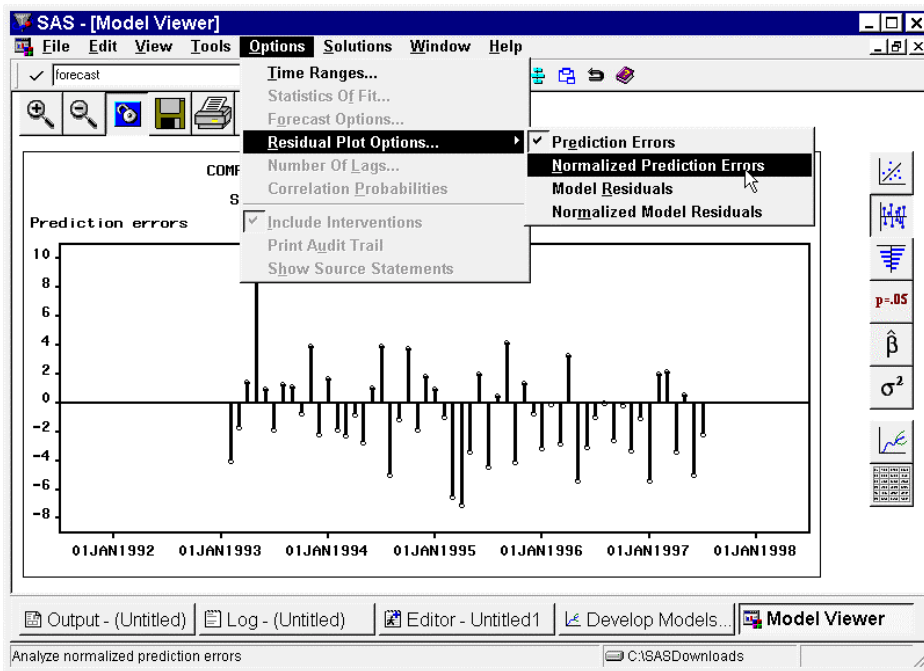 SAS - [Model Viewer]
File Edit View Tools Options Solutions Window Help
forecast
Time Ranges...
Statistics Of Fit...
Forecast Options...
Residual Plot Options...
Number Of Lags...
Correlation Probabilities
Include Interventions
Print Audit Trail
Show Source Statements
Prediction Errors
Normalized Prediction Errors
Model Residuals
Normalized Model Residuals
COMP
S
Prediction errors
10
8
6
4
2
0
-2
-4
-6
-8
01JAN1992 01JAN1993 01JAN1994 01JAN1995 01JAN1996 01JAN1997 01JAN1998
p=.05
β̂
σ²
Output - (Untitled) Log - (Untitled) Editor - Untitled1 Develop Models... Model Viewer
Analyze normalized prediction errors C:\SASDownloads